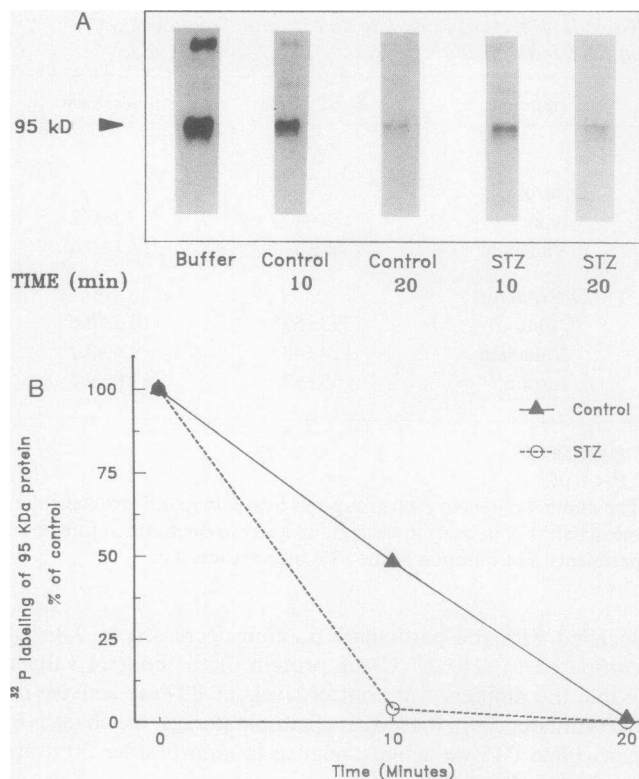 A
95 kD
Buffer Control Control STZ STZ
TIME (min) 10 20 10 20
B
100
75
50
25
0
³² P labeling of 95 KDa protein
% of control
Control
STZ
0 10 20
Time (Minutes)